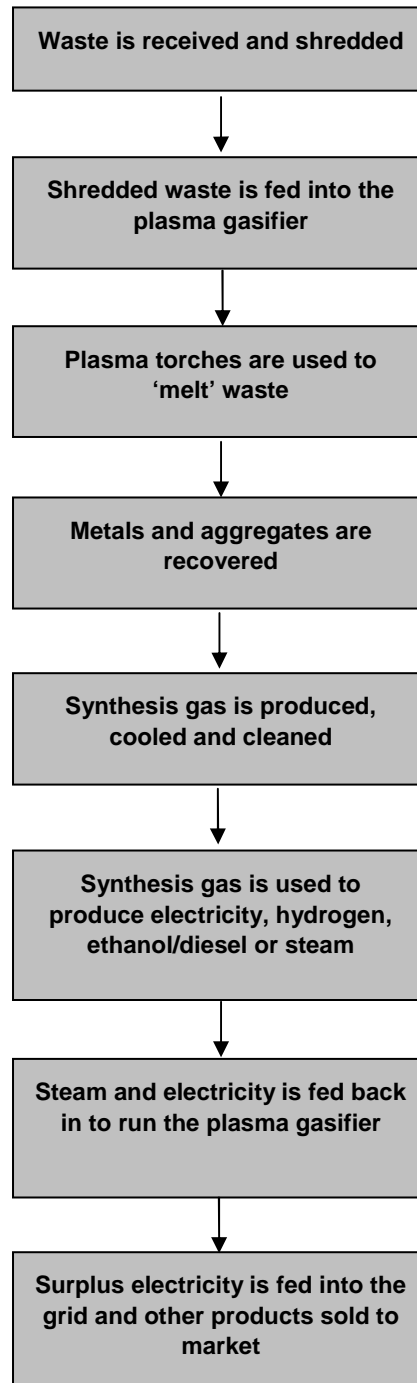 Waste is received and shredded
Shredded waste is fed into the
plasma gasifier
Plasma torches are used to
‘melt’ waste
Metals and aggregates are
recovered
Synthesis gas is produced,
cooled and cleaned
Synthesis gas is used to
produce electricity, hydrogen,
ethanol/diesel or steam
Steam and electricity is fed back
in to run the plasma gasifier
Surplus electricity is fed into the
grid and other products sold to
market